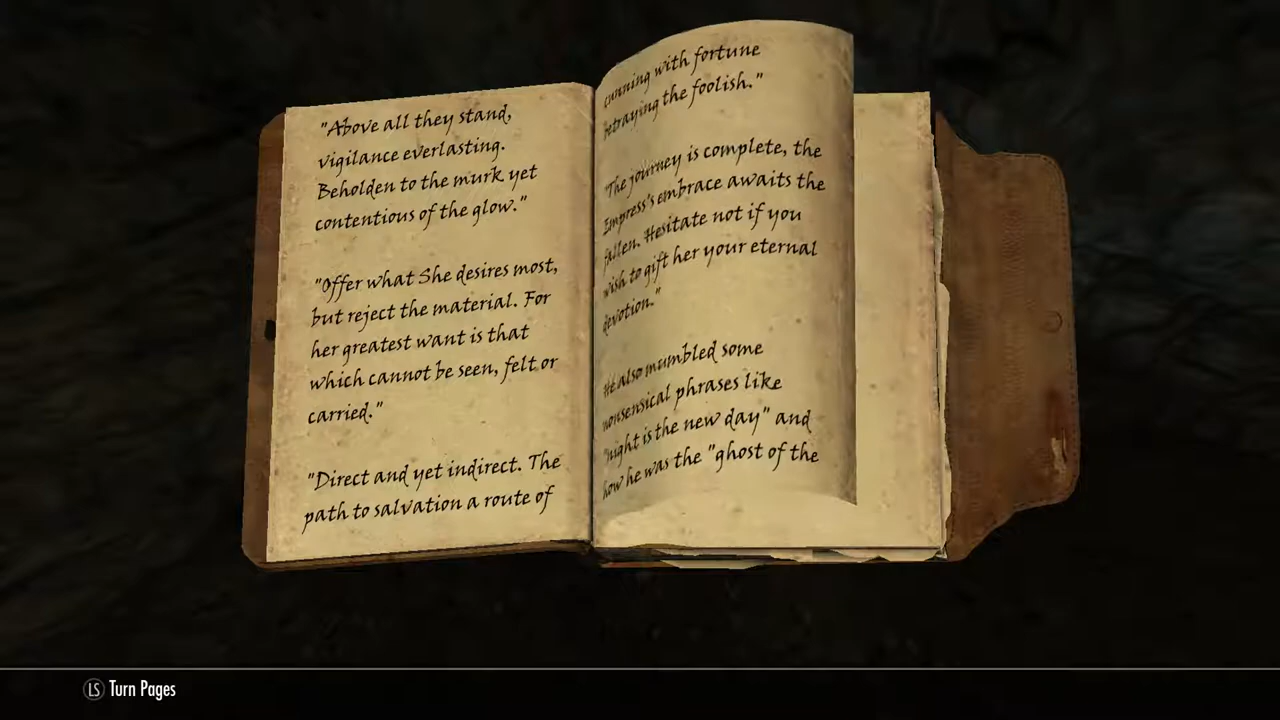 "Above all they stand,
vigilance everlasting.
Beholden to the murk yet
contentious of the glow."
"Offer what She desires most,
but reject the material. For
her greatest want is that
which cannot be seen, felt or
carried."
"Direct and yet indirect. The
path to salvation a route of
cunning with fortune
betraying the foolish."
"The journey is complete, the
Empress's embrace awaits the
fallen. Hesitate not if you
wish to gift her your eternal
devotion."
He also mumbled some
nonsensical phrases like
"night is the new day" and
how he was the "ghost of the
LS Turn Pages